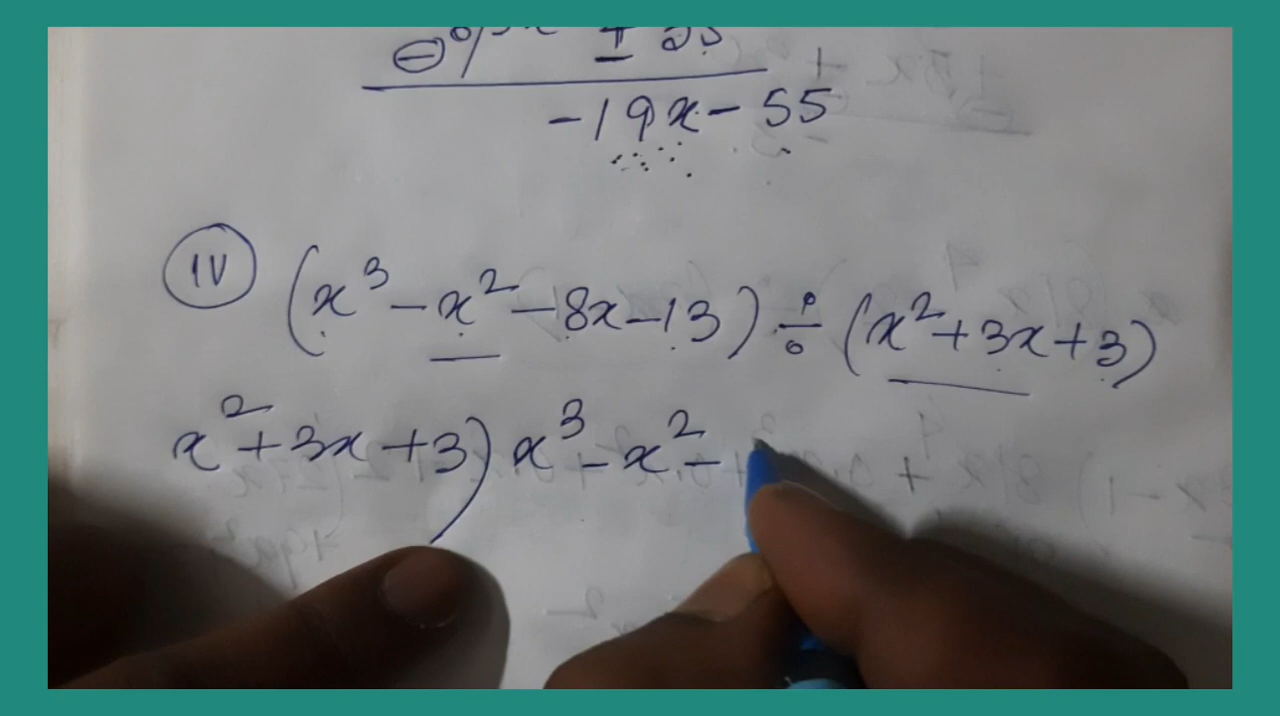 -19x-55
(IV) (x³-x²-8x-13) ÷ (x²+3x+3)
x²+3x+3) x³-x²-